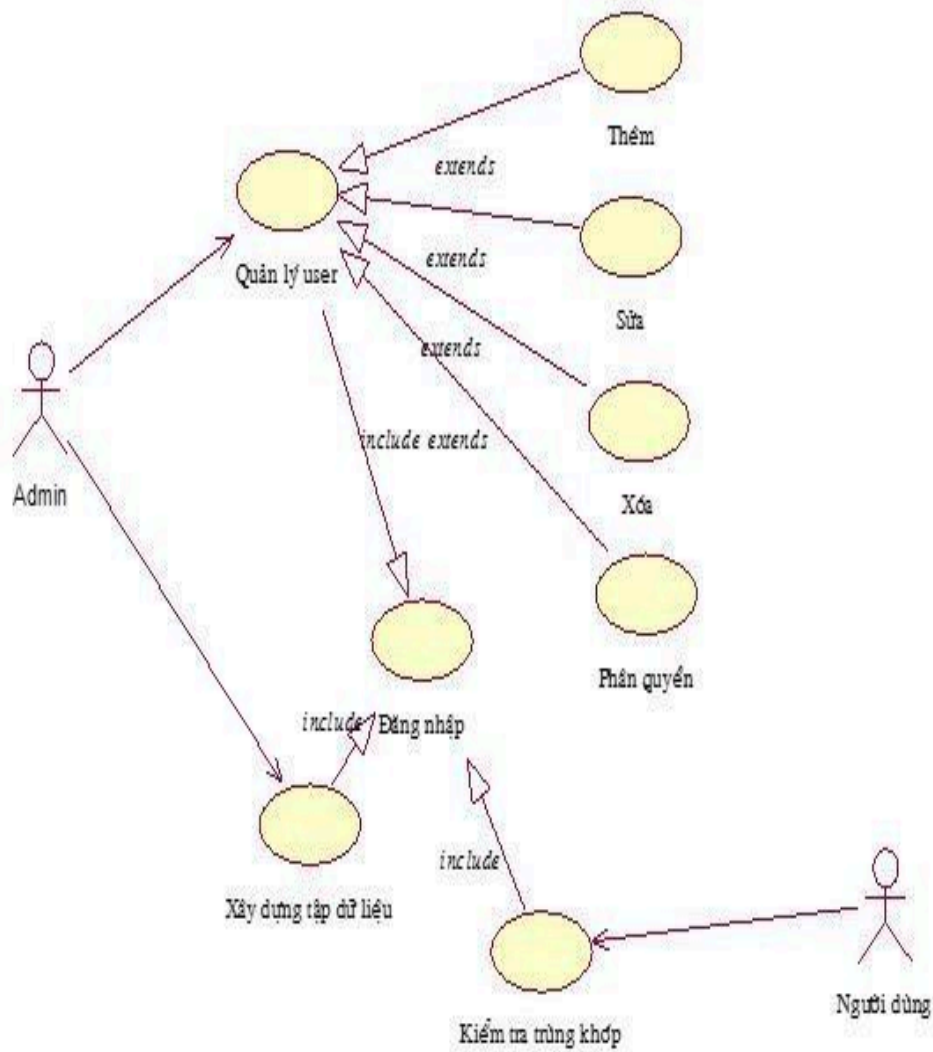 Thêm
extends
Quản lý user
extends
Sửa
extends
Admin
include extends
Xóa
Phân quyền
include
Đăng nhập
include
Xây dựng tập dữ liệu
Người dùng
Kiểm tra trùng khớp